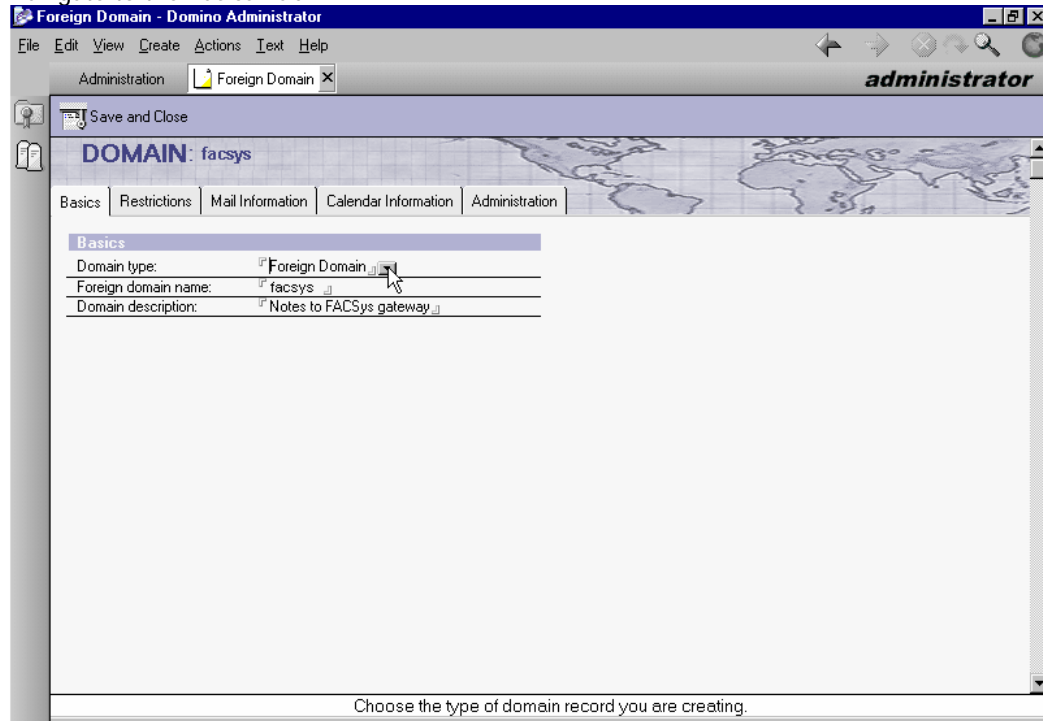 Foreign Domain - Domino Administrator
File Edit View Create Actions Text Help
Administration Foreign Domain
administrator
Save and Close
DOMAIN: facsys
Basics Restrictions Mail Information Calendar Information Administration
Basics
Domain type: Foreign Domain
Foreign domain name: facsys
Domain description: Notes to FACSys gateway
Choose the type of domain record you are creating.